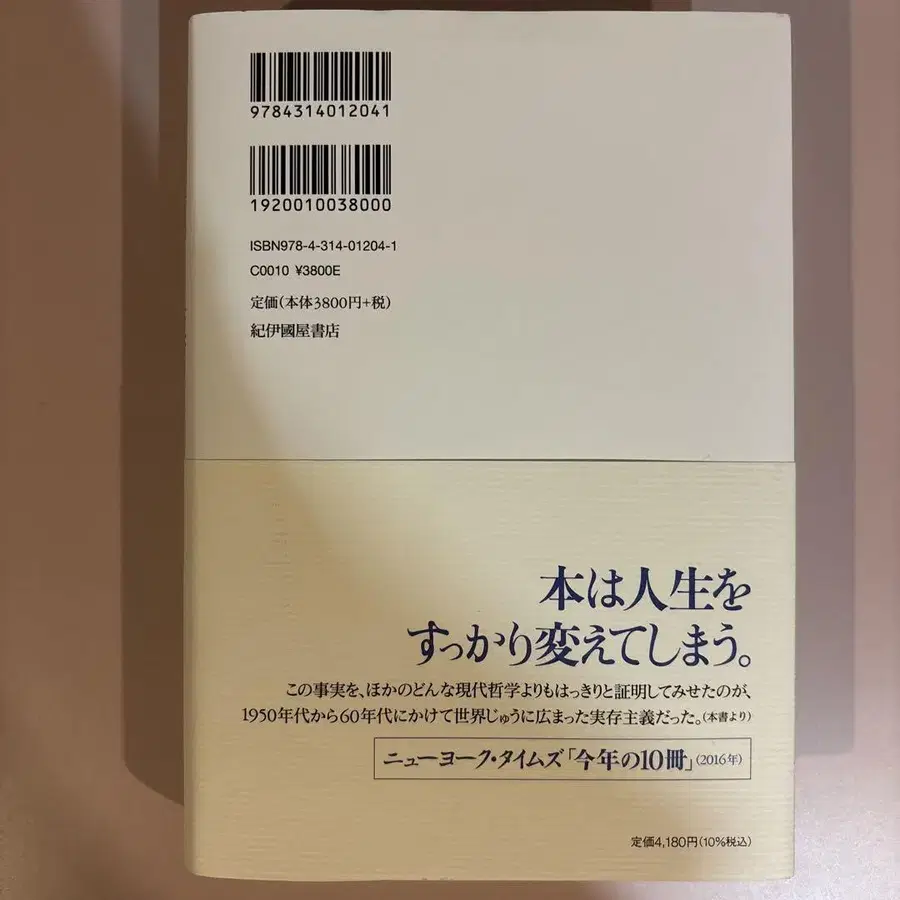 9784314012041
1920010038000
ISBN978-4-314-01204-1
C0010 ¥3800E
定価(本体3800円+税)
紀伊國屋書店
本は人生を
すっかり変えてしまう。
この事実を、ほかのどんな現代哲学よりもはっきりと証明してみせたのが、
1950年代から60年代にかけて世界じゅうに広まった実存主義だった。(本書より)
ニューヨーク・タイムズ「今年の10冊」(2016年)
定価4,180円(10%税込)